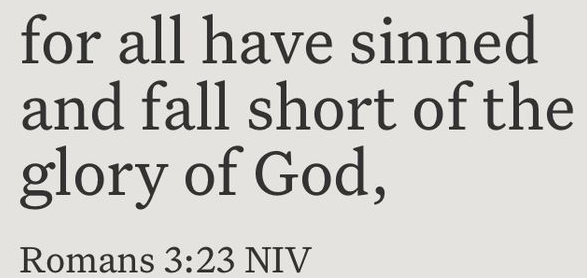 for all have sinned
and fall short of the
glory of God,
Romans 3:23 NIV